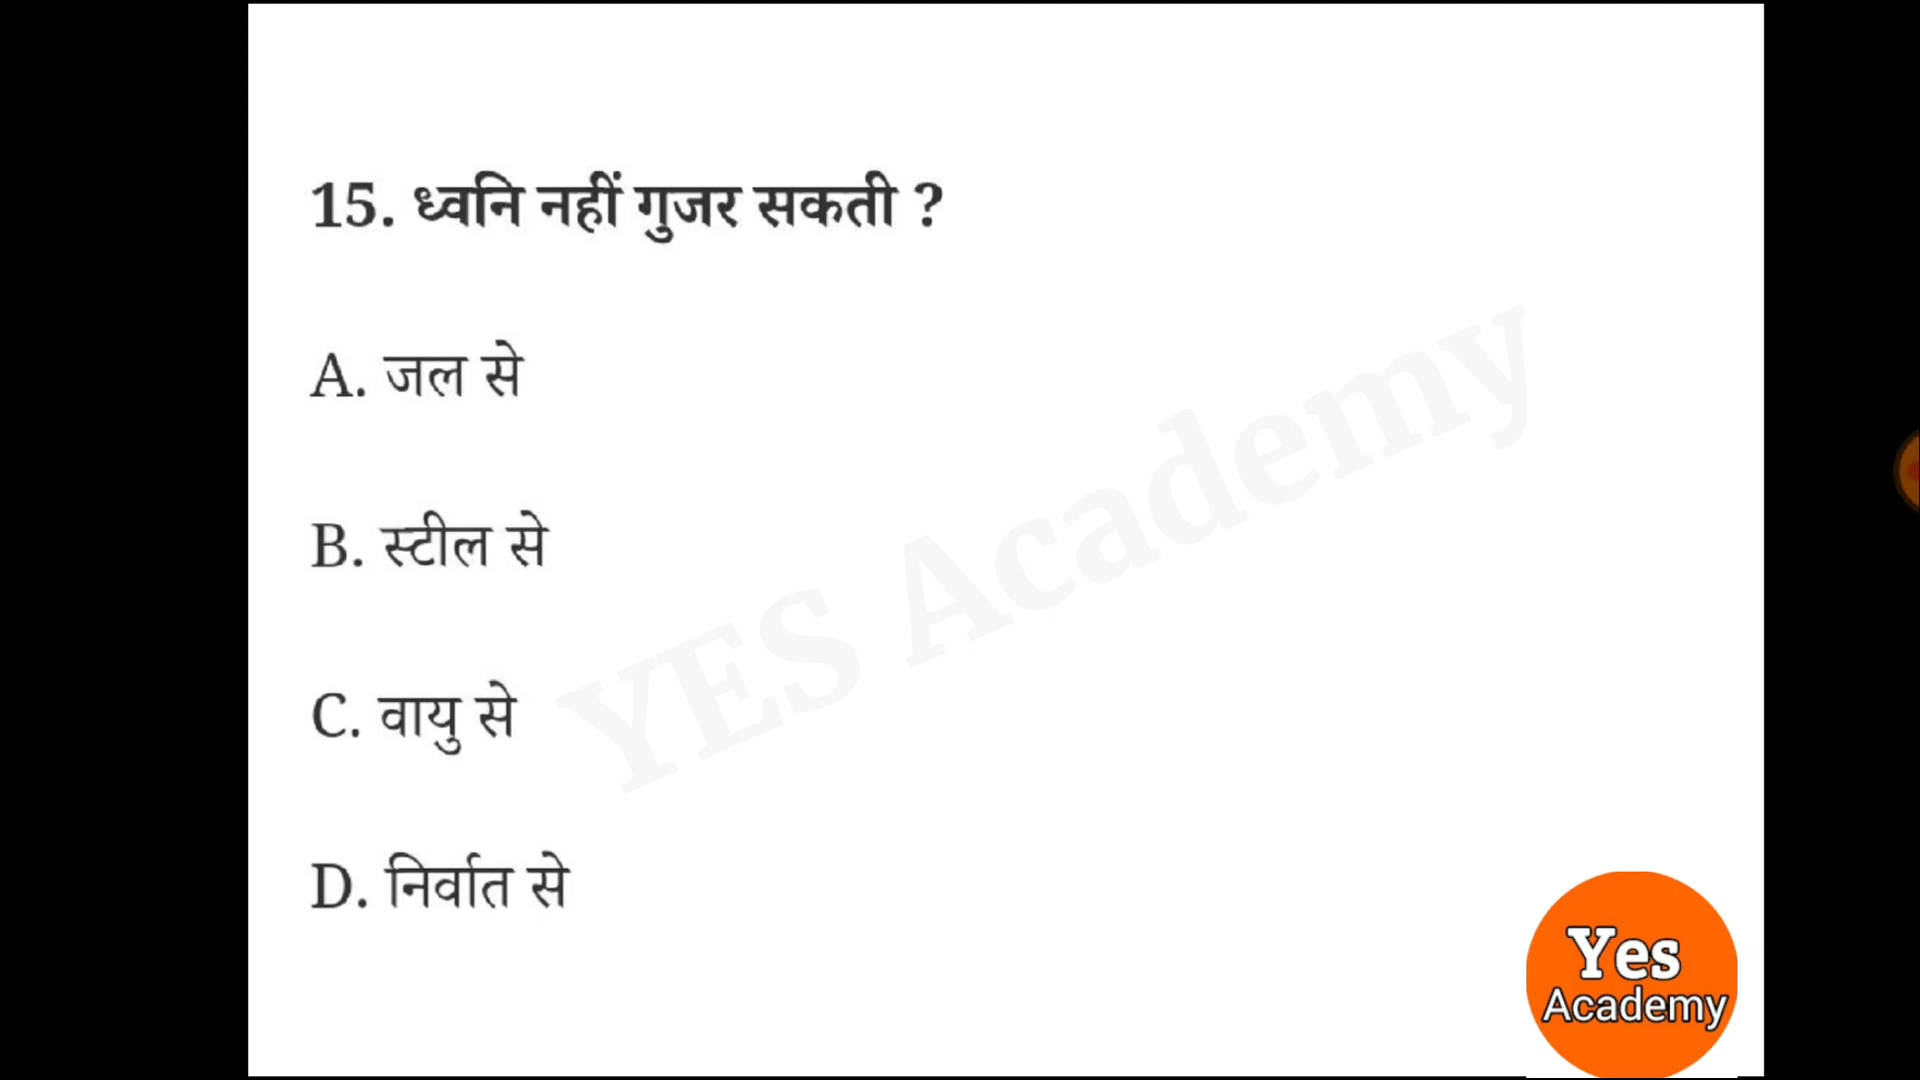 15. ध्वनि नहीं गुजर सकती ?
A. जल से
B. स्टील से
C. वायु से
D. निर्वात से
YES Academy
Yes
Academy